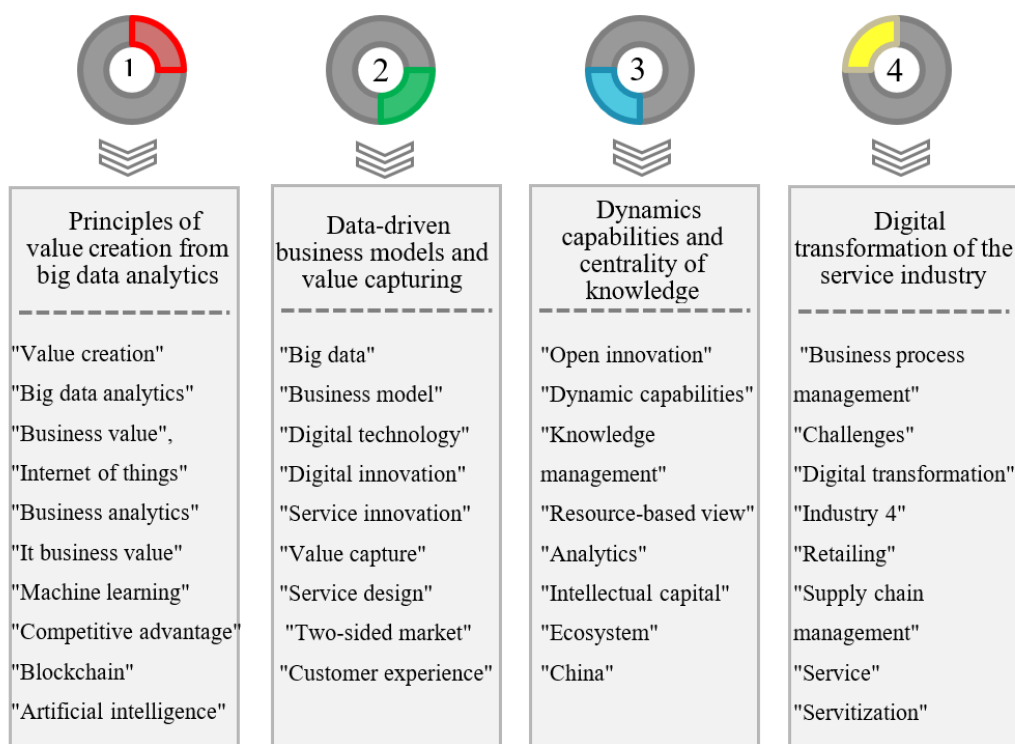 1
Principles of
value creation from
big data analytics
"Value creation"
"Big data analytics"
"Business value",
"Internet of things"
"Business analytics"
"It business value"
"Machine learning"
"Competitive advantage"
"Blockchain"
"Artificial intelligence"
2
Data-driven
business models and
value capturing
"Big data"
"Business model"
"Digital technology"
"Digital innovation"
"Service innovation"
"Value capture"
"Service design"
"Two-sided market"
"Customer experience"
3
Dynamics
capabilities and
centrality of
knowledge
"Open innovation"
"Dynamic capabilities"
"Knowledge
management"
"Resource-based view"
"Analytics"
"Intellectual capital"
"Ecosystem"
"China"
4
Digital
transformation of the
service industry
"Business process
management"
"Challenges"
"Digital transformation"
"Industry 4"
"Retailing"
"Supply chain
management"
"Service"
"Servitization"